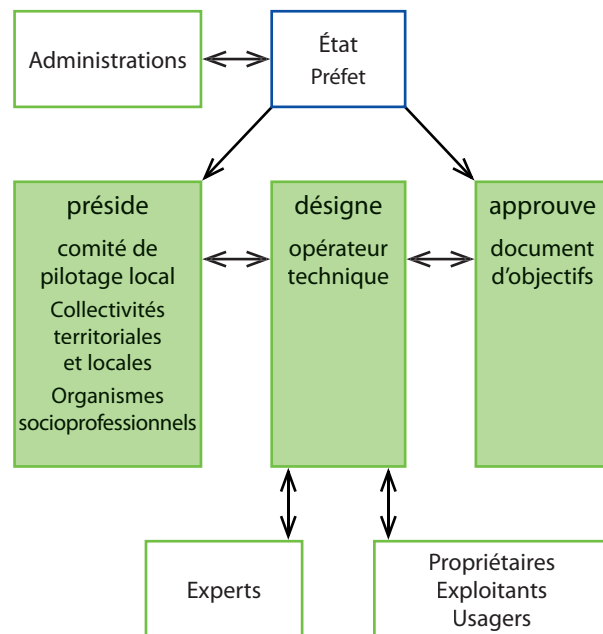 Administrations
État
Préfet
préside
comité de
pilotage local
Collectivités
territoriales
et locales
Organismes
socioprofessionnels
désigne
opérateur
technique
approuve
document
d'objectifs
Experts
Propriétaires
Exploitants
Usagers